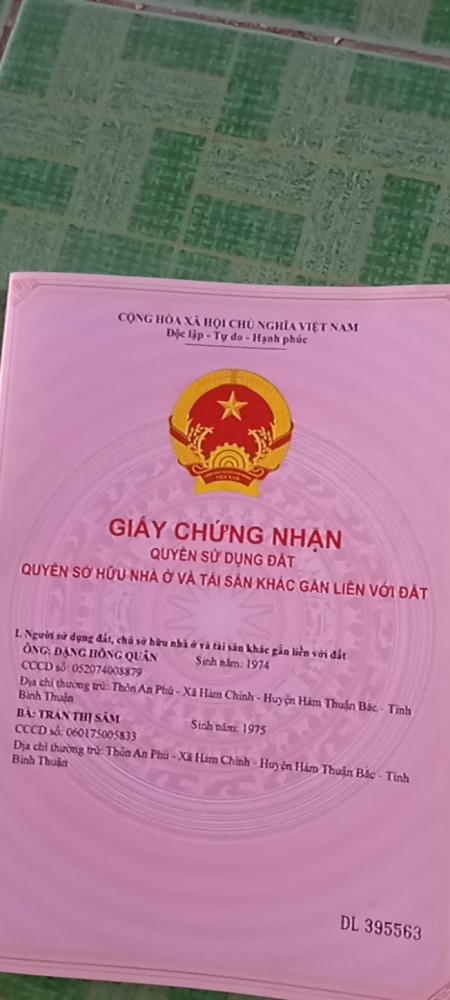 CỘNG HÒA XÃ HỘI CHỦ NGHĨA VIỆT NAM
Độc lập - Tự do - Hạnh phúc
VIỆT NAM
GIẤY CHỨNG NHẬN
QUYỀN SỬ DỤNG ĐẤT
QUYỀN SỞ HỮU NHÀ Ở VÀ TÀI SẢN KHÁC GẮN LIỀN VỚI ĐẤT
I. Người sử dụng đất, chủ sở hữu nhà ở và tài sản khác gắn liền với đất
ÔNG: ĐẶNG HỒNG QUÂN Sinh năm: 1974
CCCD số: 052074008879
Địa chỉ thường trú: Thôn An Phú - Xã Hàm Chính - Huyện Hàm Thuận Bắc - Tỉnh
Bình Thuận
BÀ: TRẦN THỊ SÂM Sinh năm: 1975
CCCD số: 060175005833
Địa chỉ thường trú: Thôn An Phú - Xã Hàm Chính - Huyện Hàm Thuận Bắc - Tỉnh
Bình Thuận
DL 395563